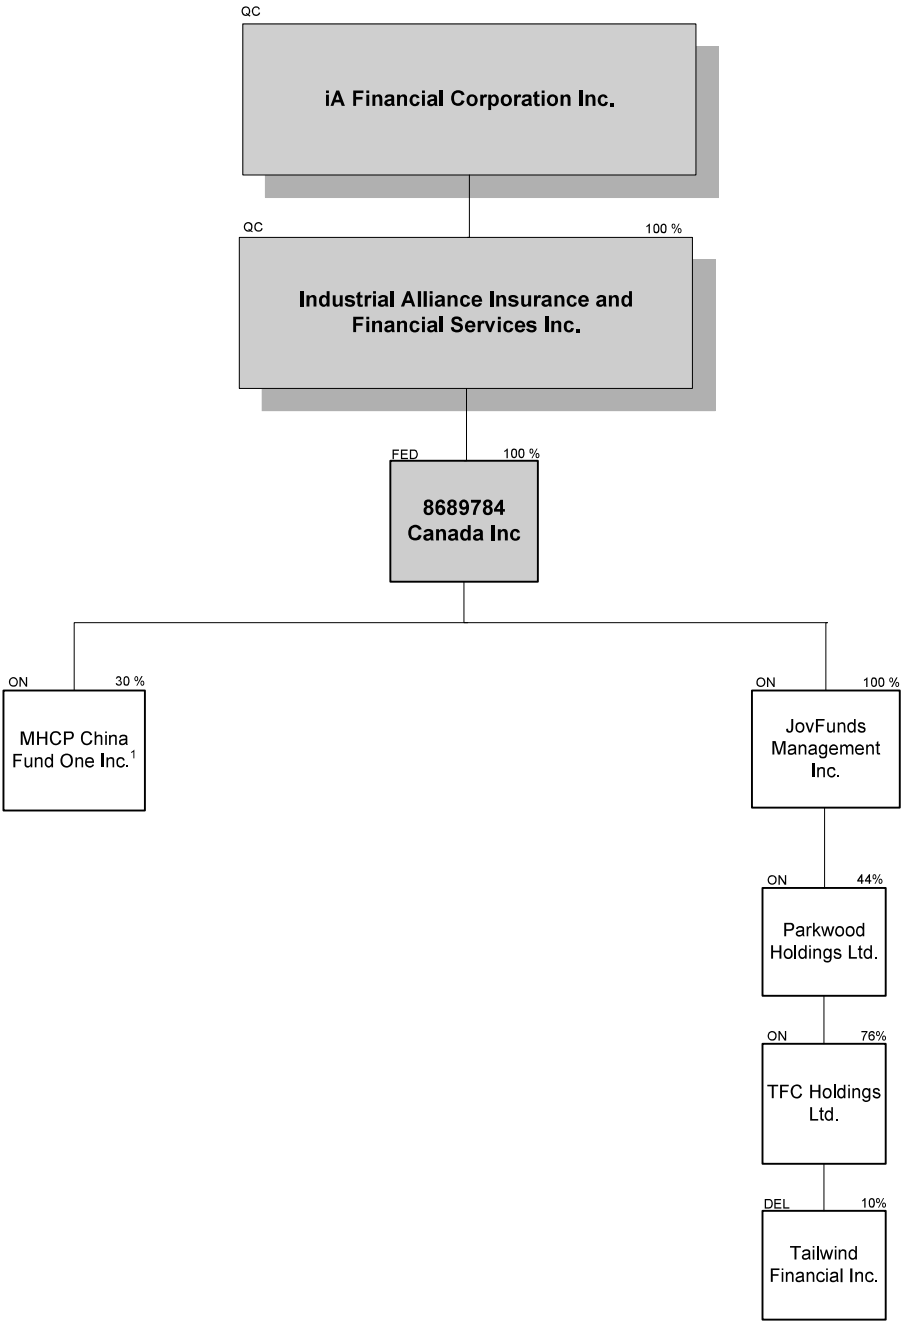 QC
iA Financial Corporation Inc.
QC 100 %
Industrial Alliance Insurance and
Financial Services Inc.
FED 100 %
8689784
Canada Inc
ON 30 %
MHCP China
Fund One Inc.¹
ON 100 %
JovFunds
Management
Inc.
ON 44%
Parkwood
Holdings Ltd.
ON 76%
TFC Holdings
Ltd.
DEL 10%
Tailwind
Financial Inc.